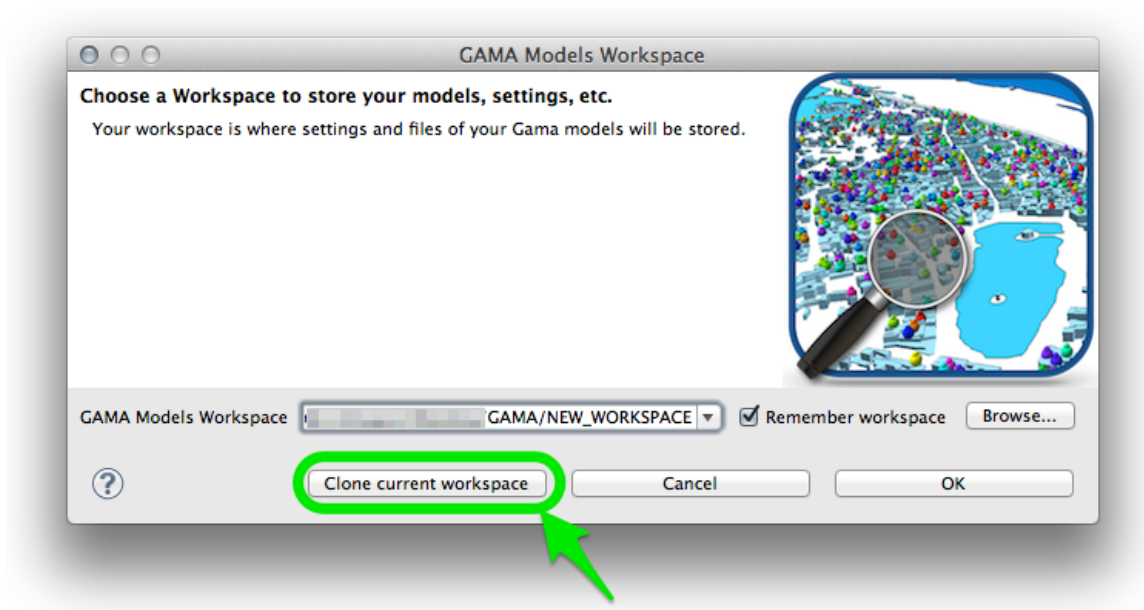 GAMA Models Workspace
Choose a Workspace to store your models, settings, etc.
Your workspace is where settings and files of your Gama models will be stored.
GAMA Models Workspace GAMA/NEW_WORKSPACE Remember workspace Browse...
? Clone current workspace Cancel OK